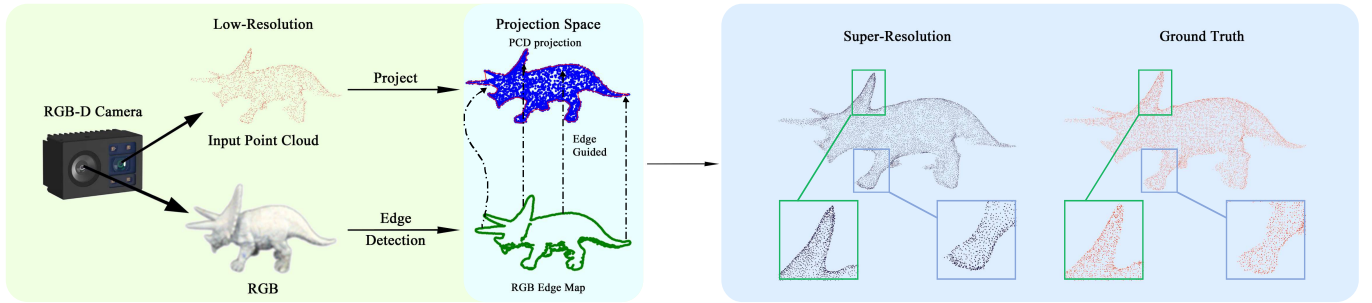 Low-Resolution
Projection Space
PCD projection
Super-Resolution
Ground Truth
Project
RGB-D Camera
Input Point Cloud
Edge
Guided
Edge
Detection
RGB
RGB Edge Map